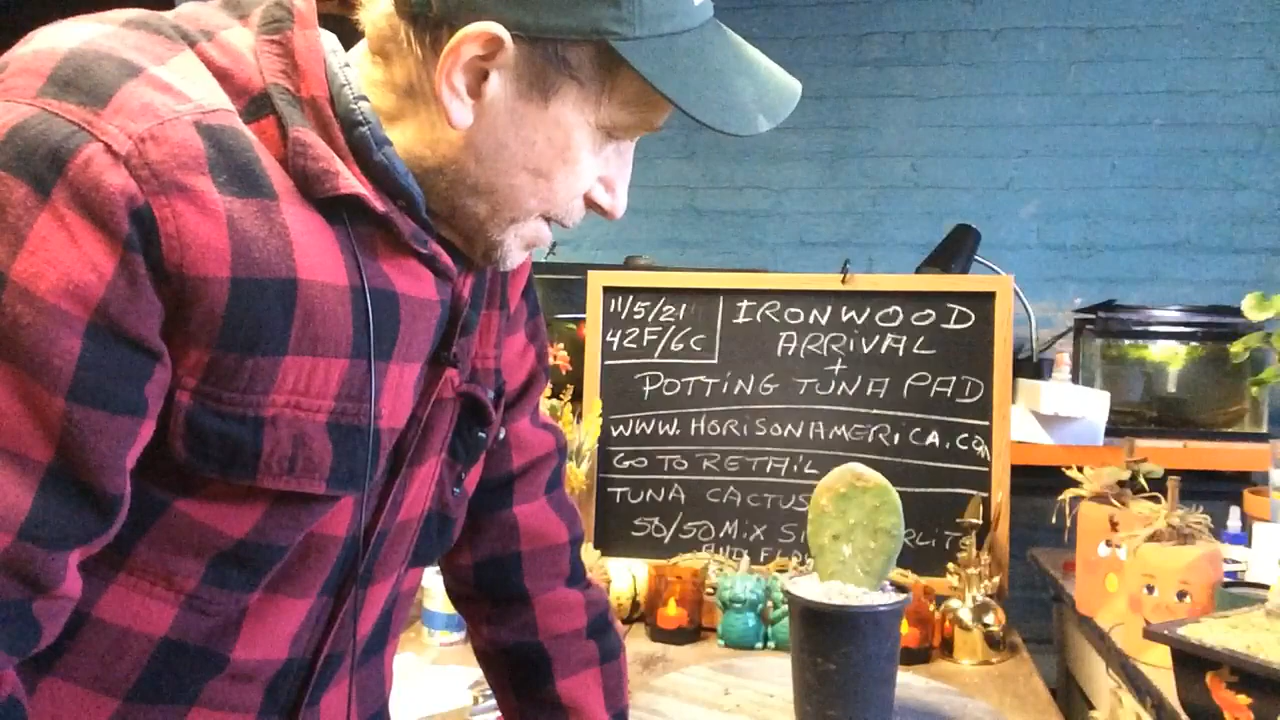 11/5/21
42F/6C
IRONWOOD
ARRIVAL
+
POTTING TUNA PAD
WWW.HORISONAMERICA.COM
GO TO RETAIL
TUNA CACTUS
50/50 MIX
AND